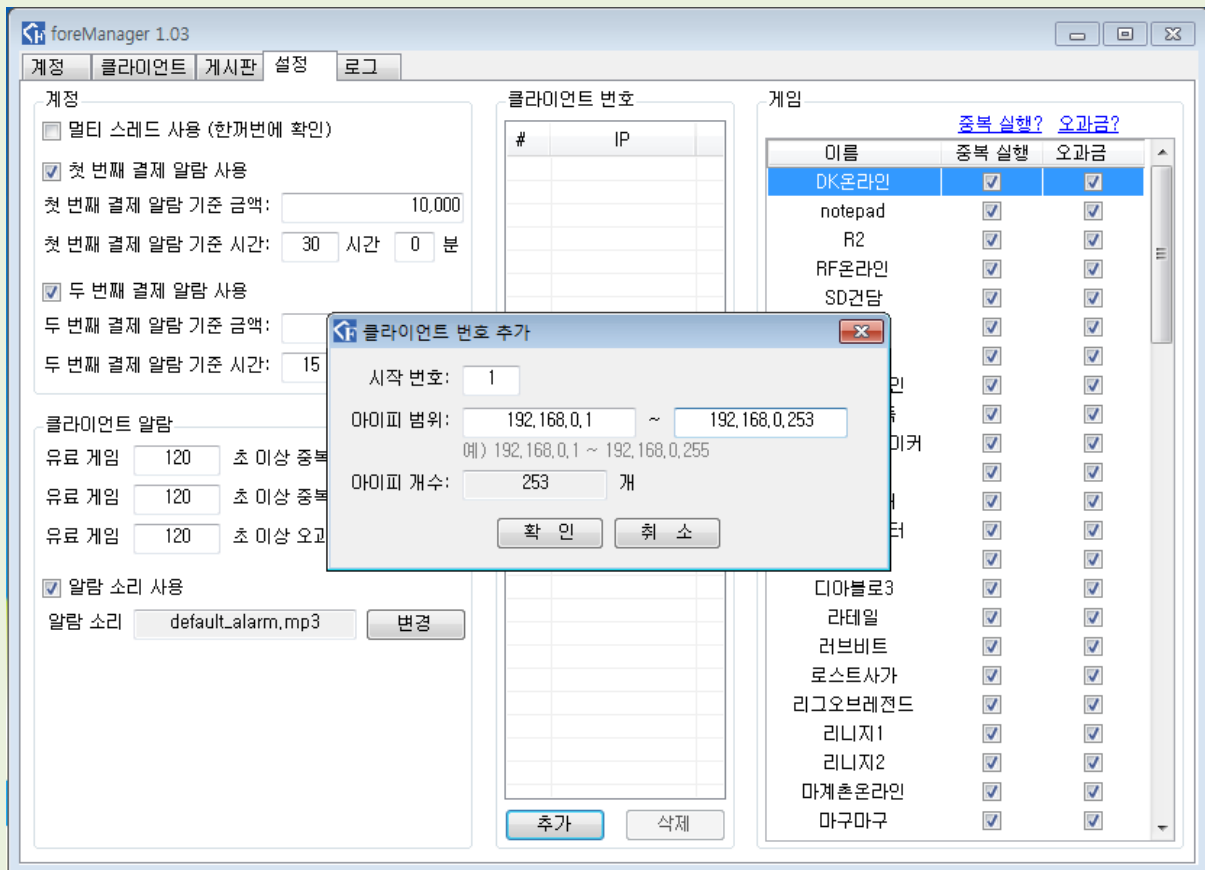 foreManager 1.03
계정 클라이언트 게시판 설정 로그
계정
멀티 스레드 사용 (한꺼번에 확인)
첫 번째 결제 알람 사용
첫 번째 결제 알람 기준 금액: 10,000
첫 번째 결제 알람 기준 시간: 30 시간 0 분
두 번째 결제 알람 사용
두 번째 결제 알람 기준 금액:
두 번째 결제 알람 기준 시간: 15
클라이언트 알람
유료 게임 120 초 이상 중복
유료 게임 120 초 이상 중복
유료 게임 120 초 이상 오과
알람 소리 사용
알람 소리 default_alarm.mp3 변경
클라이언트 번호
# IP
추가 삭제
클라이언트 번호 추가
시작 번호: 1
아이피 범위: 192.168.0.1 ~ 192.168.0.253
예) 192.168.0.1 ~ 192.168.0.255
아이피 개수: 253 개
확 인 취 소
게임
중복 실행? 오과금?
이름 중복 실행 오과금
DK온라인
notepad
R2
RF온라인
SD건담
인
이커
터
디아블로3
라테일
러브비트
로스트사가
리그오브레전드
리니지1
리니지2
마계촌온라인
마구마구